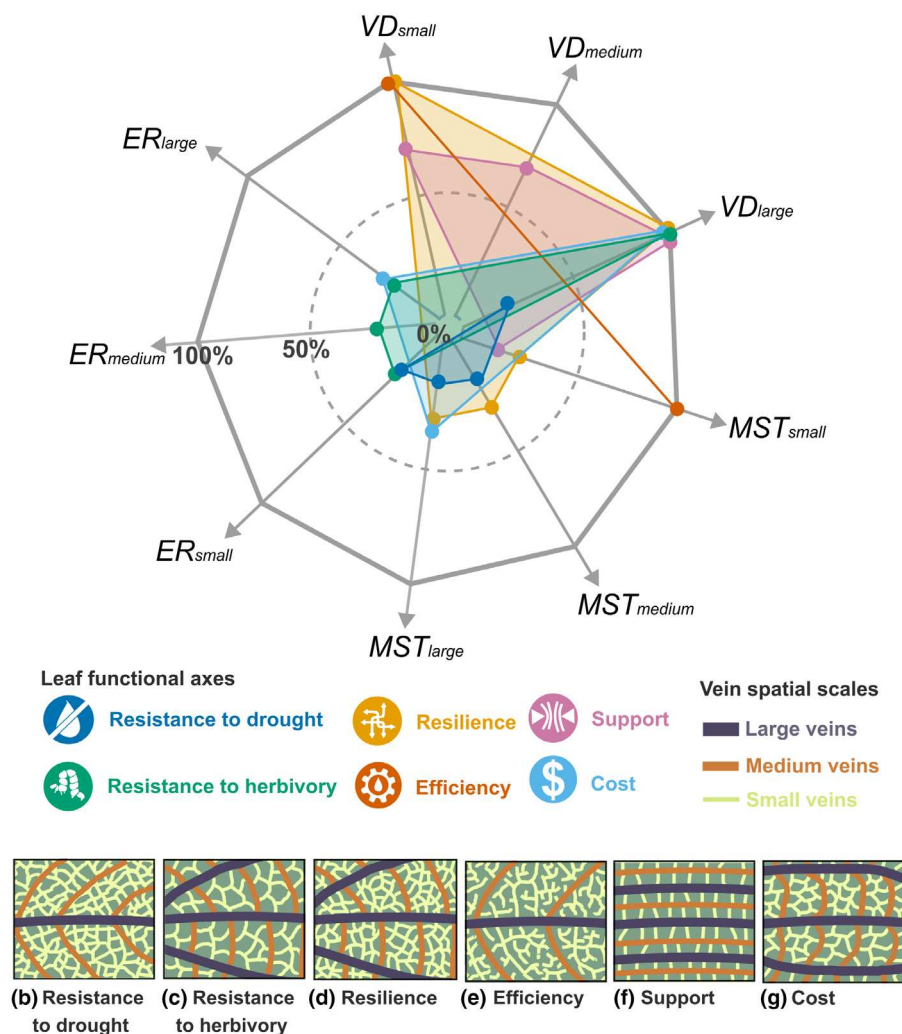 VDsmall
VDmedium
ERlarge
VDlarge
ERmedium
100%
50%
0%
MSTsmall
ERsmall
MSTmedium
MSTlarge
Leaf functional axes
Vein spatial scales
Resistance to drought
Resilience
Support
Large veins
Medium veins
Resistance to herbivory
Efficiency
$
Cost
Small veins
(b) Resistance to drought
(c) Resistance to herbivory
(d) Resilience
(e) Efficiency
(f) Support
(g) Cost